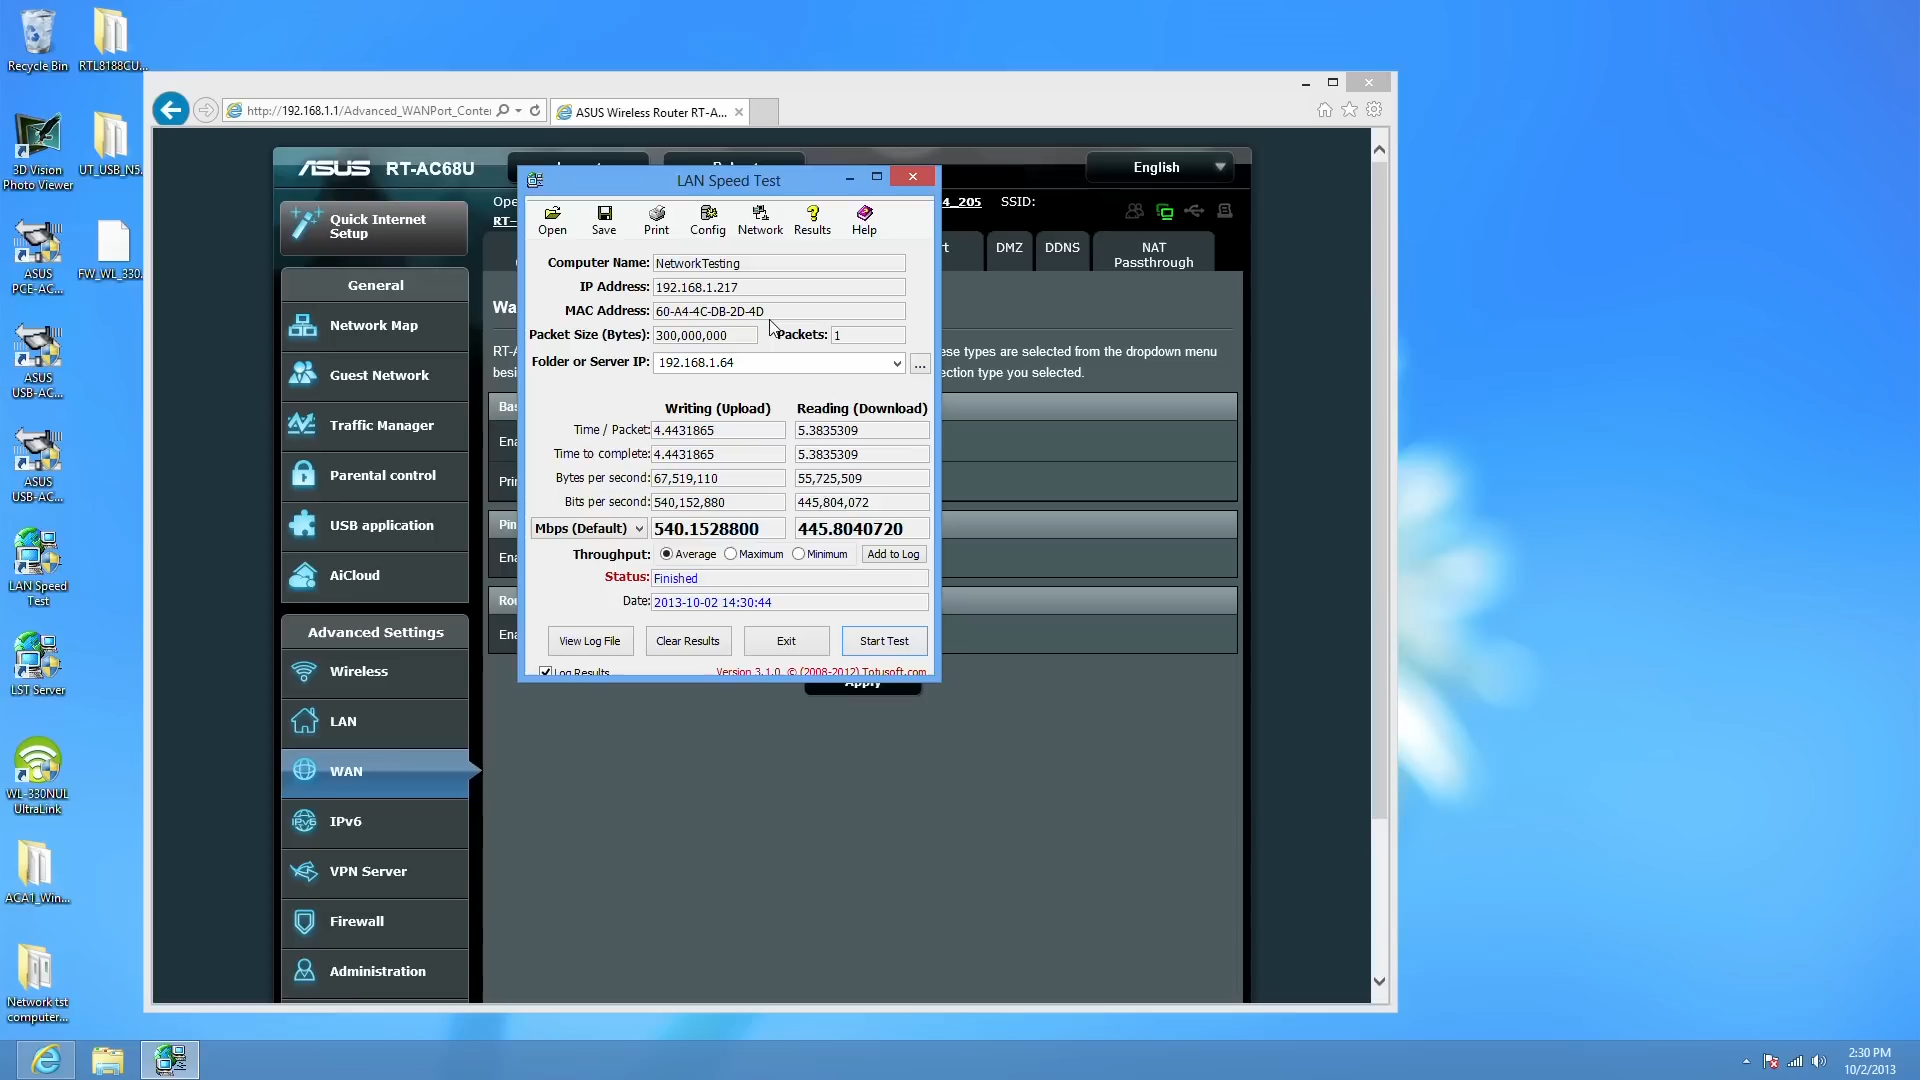 Recycle Bin
RTL8188CU...
3D Vision
Photo Viewer
UT_USB_N5...
ASUS
PCE-AC...
FW_WL_330...
ASUS
USB-AC...
ASUS
USB-AC...
LAN Speed
Test
LST Server
WL-330NUL
UltraLink
ACA1_Win...
Network tst
computer...
http://192.168.1.1/Advanced_WANPort_Conte
ASUS Wireless Router RT-A...
ASUS RT-AC68U
English
Quick Internet
Setup
General
Network Map
Guest Network
Traffic Manager
Parental control
USB application
AiCloud
Advanced Settings
Wireless
LAN
WAN
IPv6
VPN Server
Firewall
Administration
4_205 SSID:
DMZ
DDNS
NAT
Passthrough
ese types are selected from the dropdown menu
ection type you selected.
LAN Speed Test
Open
Save
Print
Config
Network
Results
Help
Computer Name: NetworkTesting
IP Address: 192.168.1.217
MAC Address: 60-A4-4C-DB-2D-4D
Packet Size (Bytes): 300,000,000 Packets: 1
Folder or Server IP: 192.168.1.64 ...
Writing (Upload) Reading (Download)
Time / Packet: 4.4431865 5.3835309
Time to complete: 4.4431865 5.3835309
Bytes per second: 67,519,110 55,725,509
Bits per second: 540,152,880 445,804,072
Mbps (Default) 540.1528800 445.8040720
Throughput: Average Maximum Minimum Add to Log
Status: Finished
Date: 2013-10-02 14:30:44
View Log File
Clear Results
Exit
Start Test
Log Results
Version 3.1.0 © (2008-2012) Totusoft.com
Apply
2:30 PM
10/2/2013